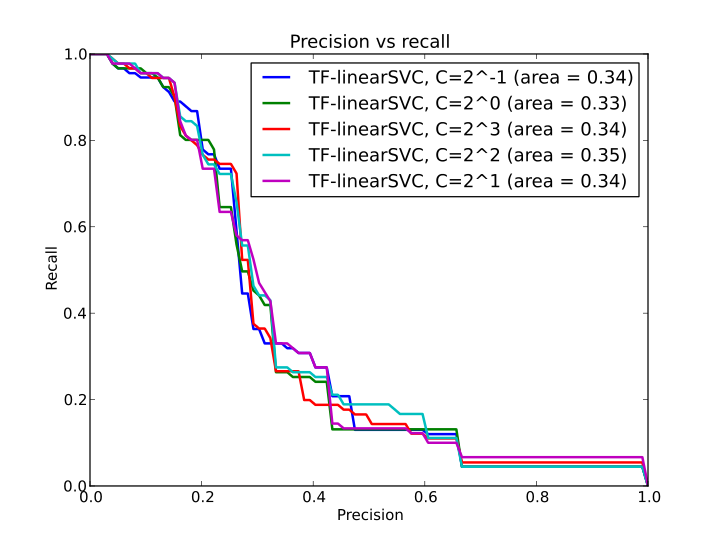 Precision vs recall
TF-linearSVC, C=2^-1 (area = 0.34)
TF-linearSVC, C=2^0 (area = 0.33)
TF-linearSVC, C=2^3 (area = 0.34)
TF-linearSVC, C=2^2 (area = 0.35)
TF-linearSVC, C=2^1 (area = 0.34)
1.0
0.8
0.6
0.4
0.2
0.0
Recall
0.0 0.2 0.4 0.6 0.8 1.0
Precision